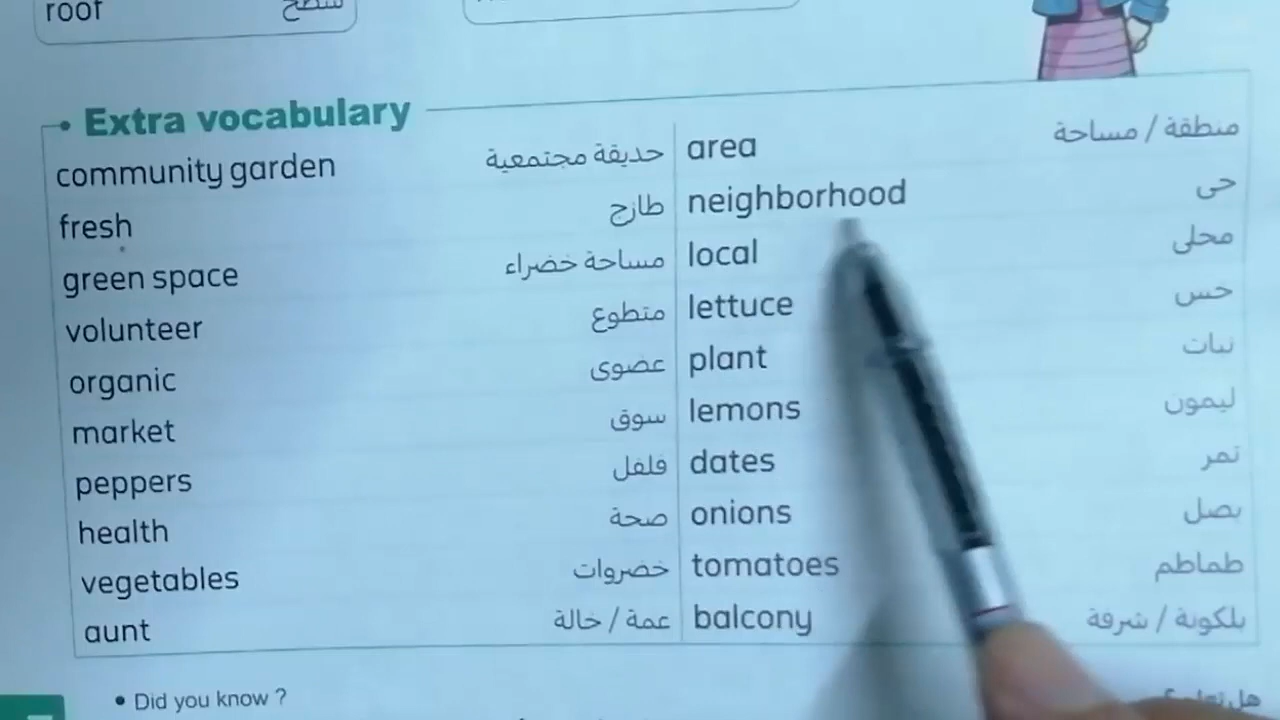 roof سطح
Extra vocabulary
community garden حديقة مجتمعية
fresh طازج
green space مساحة خضراء
volunteer متطوع
organic عضوى
market سوق
peppers فلفل
health صحة
vegetables خضروات
aunt عمة / خالة
area منطقة / مساحة
neighborhood حى
local محلى
lettuce خس
plant نبات
lemons ليمون
dates تمر
onions بصل
tomatoes طماطم
balcony بلكونة / شرفة
Did you know ?
هل